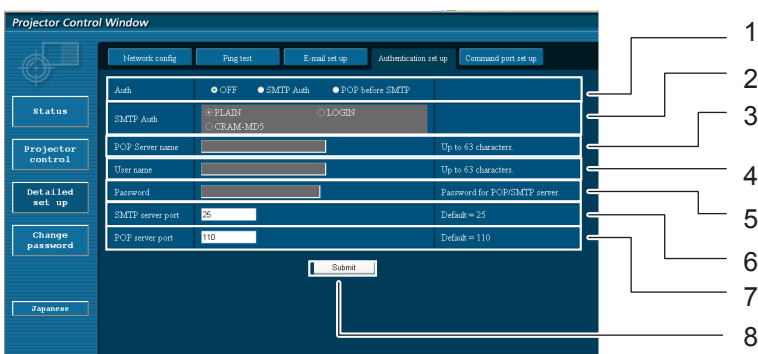 Projector Control Window
Network config
Ping test
E-mail set up
Authentication set up
Command port set up
Status
Projector control
Detailed set up
Change password
Japanese
Auth OFF SMTP Auth POP before SMTP
SMTP Auth PLAIN LOGIN
CRAM-MD5
POP Server name Up to 63 characters.
User name Up to 63 characters.
Password Password for POP/SMTP server.
SMTP server port 25 Default = 25
POP server port 110 Default = 110
Submit
1
2
3
4
5
6
7
8